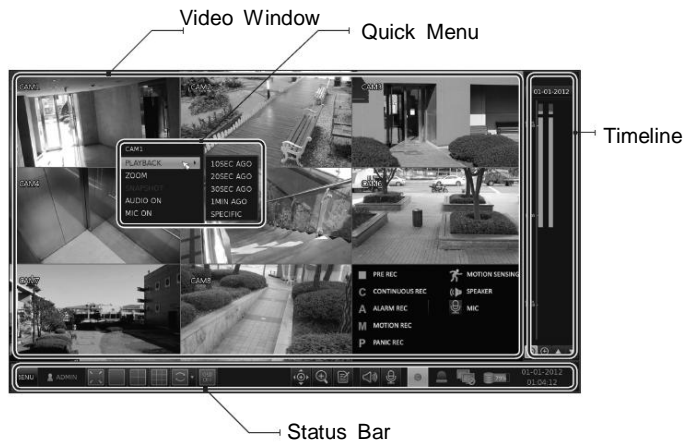 Video Window
Quick Menu
Timeline
CAM1
CAM2
CAM3
01-01-2012
CAM1
PLAYBACK
ZOOM
SNAPSHOT
AUDIO ON
MIC ON
10SEC AGO
20SEC AGO
30SEC AGO
1MIN AGO
SPECIFIC
CAM4
CAM6
CAM7
CAM8
PRE REC
C CONTINUOUS REC
A ALARM REC
M MOTION REC
P PANIC REC
MOTION SENSING
SPEAKER
MIC
MENU
ADMIN
01-01-2012
01:04:12
Status Bar